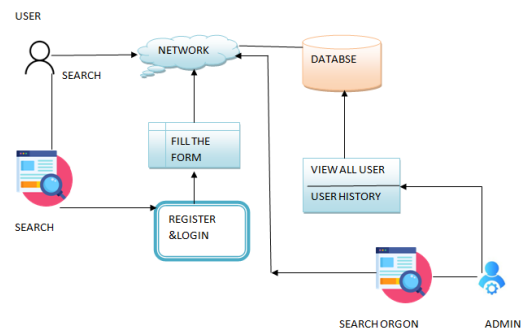 USER
NETWORK
DATABSE
SEARCH
FILL THE
FORM
VIEW ALL USER
USER HISTORY
SEARCH
REGISTER
&LOGIN
SEARCH ORGON
ADMIN